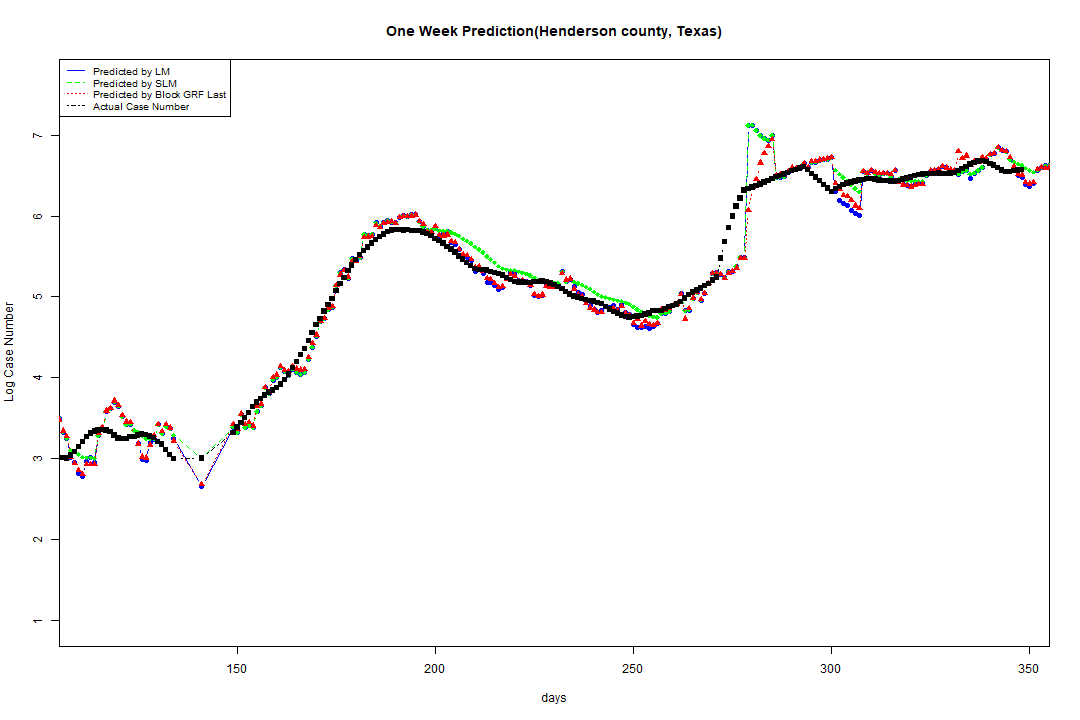 One Week Prediction(Henderson county, Texas)
Predicted by LM
Predicted by SLM
Predicted by Block GRF Last
Actual Case Number
7
6
5
4
3
2
1
Log Case Number
150 200 250 300 350
days